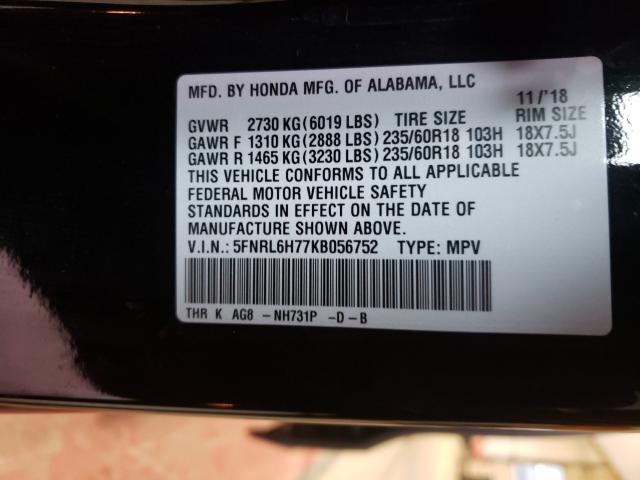 MFD. BY HONDA MFG. OF ALABAMA, LLC
11/'18
GVWR 2730 KG(6019 LBS) TIRE SIZE RIM SIZE
GAWR F 1310 KG(2888 LBS)235/60R18 103H 18X7.5J
GAWR R 1465 KG(3230 LBS)235/60R18 103H 18X7.5J
THIS VEHICLE CONFORMS TO ALL APPLICABLE
FEDERAL MOTOR VEHICLE SAFETY
STANDARDS IN EFFECT ON THE DATE OF
MANUFACTURE SHOWN ABOVE.
V.I.N.: 5FNRL6H77KB056752 TYPE: MPV
THR K AG8 -NH731P -D-B